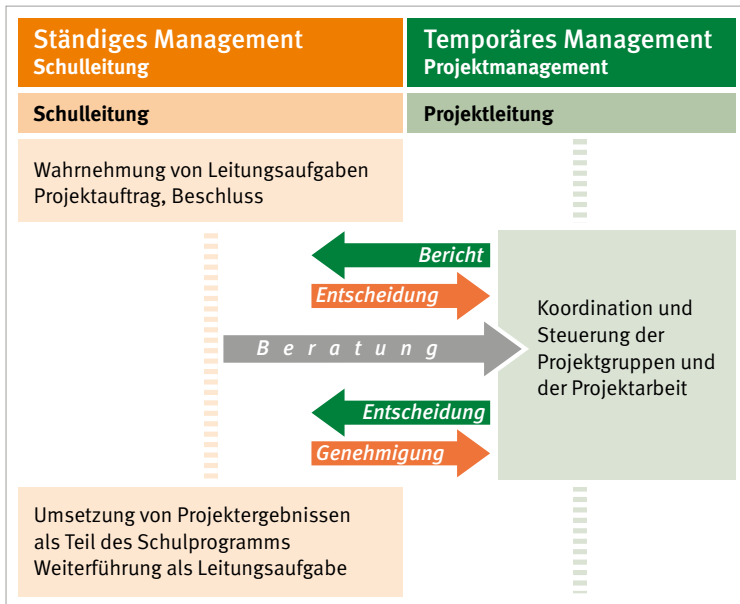 Ständiges Management
Schulleitung
Temporäres Management
Projektmanagement
Schulleitung
Projektleitung
Wahrnehmung von Leitungsaufgaben
Projektauftrag, Beschluss
Bericht
Entscheidung
Beratung
Entscheidung
Genehmigung
Koordination und
Steuerung der
Projektgruppen und
der Projektarbeit
Umsetzung von Projektergebnissen
als Teil des Schulprogramms
Weiterführung als Leitungsaufgabe